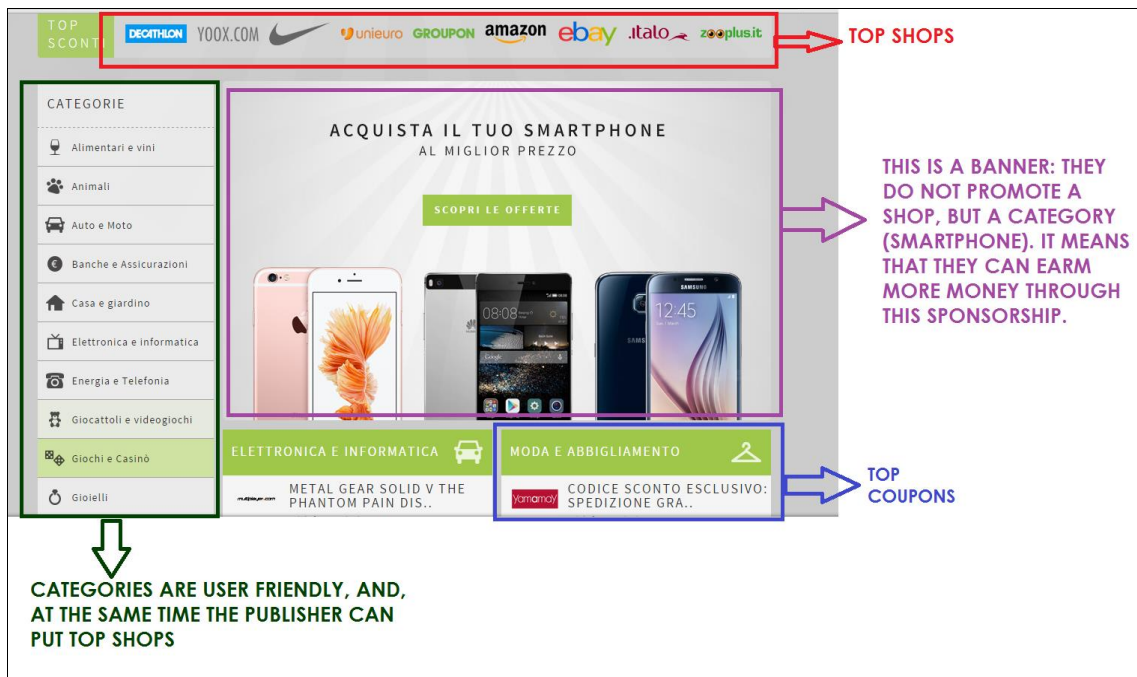 TOP
SCONTI
DECATHLON YOOX.COM unieuro GROUPON amazon ebay .italo zooplus.it
TOP SHOPS
CATEGORIE
Alimentari e vini
Animali
Auto e Moto
Banche e Assicurazioni
Casa e giardino
Elettronica e informatica
Energia e Telefonia
Giocattoli e videogiochi
Giochi e Casinò
Gioielli
ACQUISTA IL TUO SMARTPHONE
AL MIGLIOR PREZZO
SCOPRI LE OFFERTE
08:08
Google
SAMSUNG
12:45
SAMS
THIS IS A BANNER: THEY
DO NOT PROMOTE A
SHOP, BUT A CATEGORY
(SMARTPHONE). IT MEANS
THAT THEY CAN EARM
MORE MONEY THROUGH
THIS SPONSORSHIP.
ELETTRONICA E INFORMATICA
multiplayer.com
METAL GEAR SOLID V THE
PHANTOM PAIN DIS..
MODA E ABBIGLIAMENTO
yamamay
CODICE SCONTO ESCLUSIVO:
SPEDIZIONE GRA..
TOP
COUPONS
CATEGORIES ARE USER FRIENDLY, AND,
AT THE SAME TIME THE PUBLISHER CAN
PUT TOP SHOPS